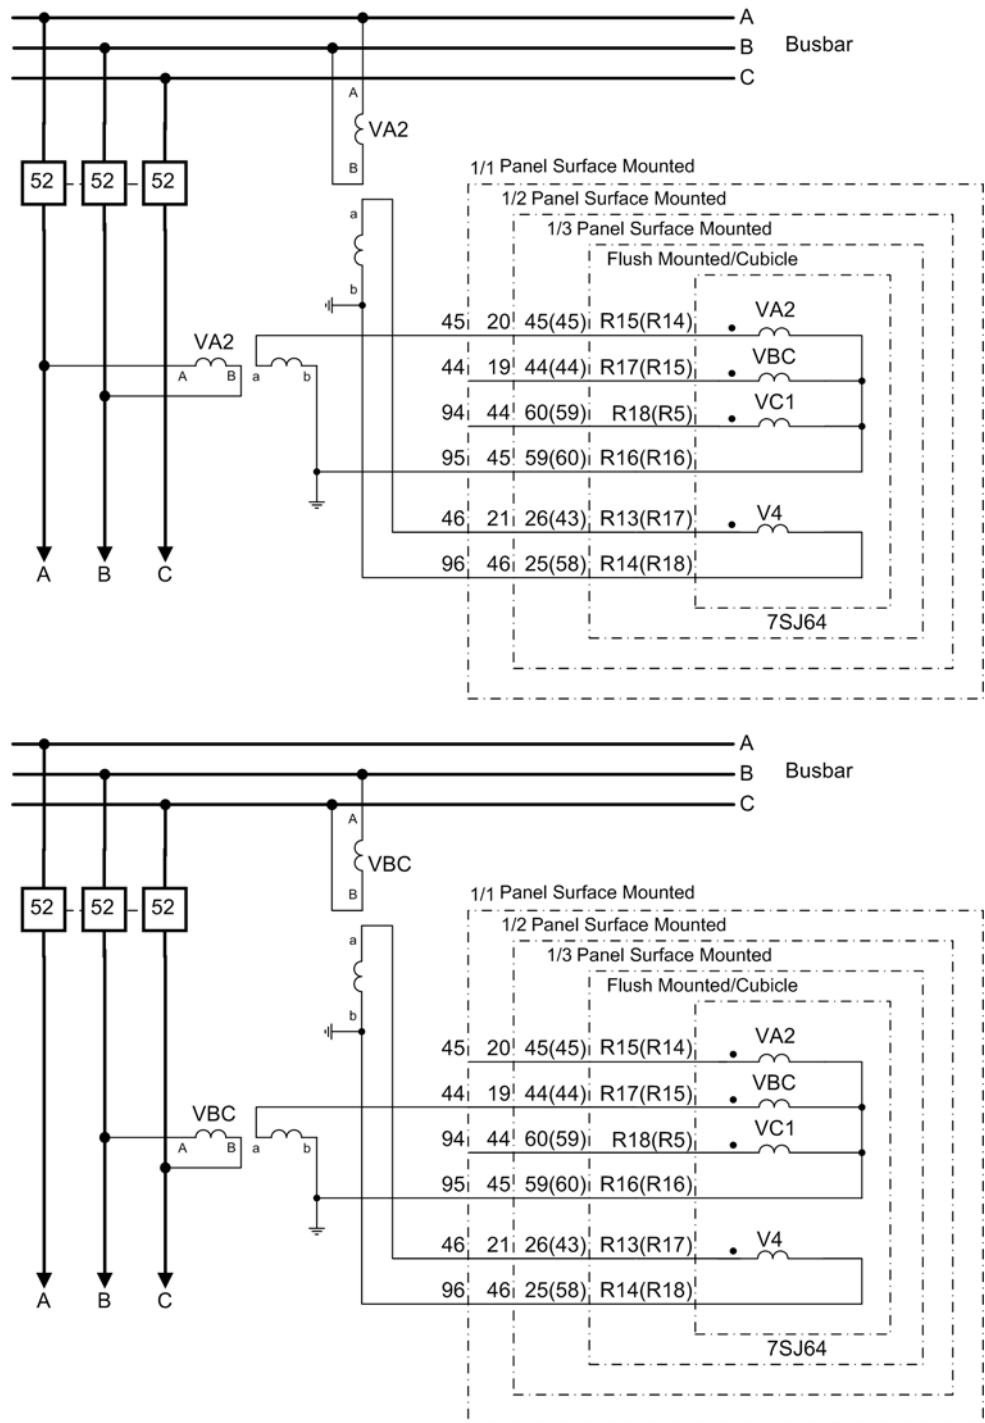 A
B Busbar
C
A
VA2
B
52 52 52
1/1 Panel Surface Mounted
1/2 Panel Surface Mounted
1/3 Panel Surface Mounted
Flush Mounted/Cubicle
a
b
VA2
A B a b
45 20 45(45) R15(R14) VA2
44 19 44(44) R17(R15) VBC
94 44 60(59) R18(R5) VC1
95 45 59(60) R16(R16)
46 21 26(43) R13(R17) V4
96 46 25(58) R14(R18)
A B C
7SJ64
A
B Busbar
C
A
VBC
B
52 52 52
1/1 Panel Surface Mounted
1/2 Panel Surface Mounted
1/3 Panel Surface Mounted
Flush Mounted/Cubicle
a
b
VBC
A B a b
45 20 45(45) R15(R14) VA2
44 19 44(44) R17(R15) VBC
94 44 60(59) R18(R5) VC1
95 45 59(60) R16(R16)
46 21 26(43) R13(R17) V4
96 46 25(58) R14(R18)
A B C
7SJ64